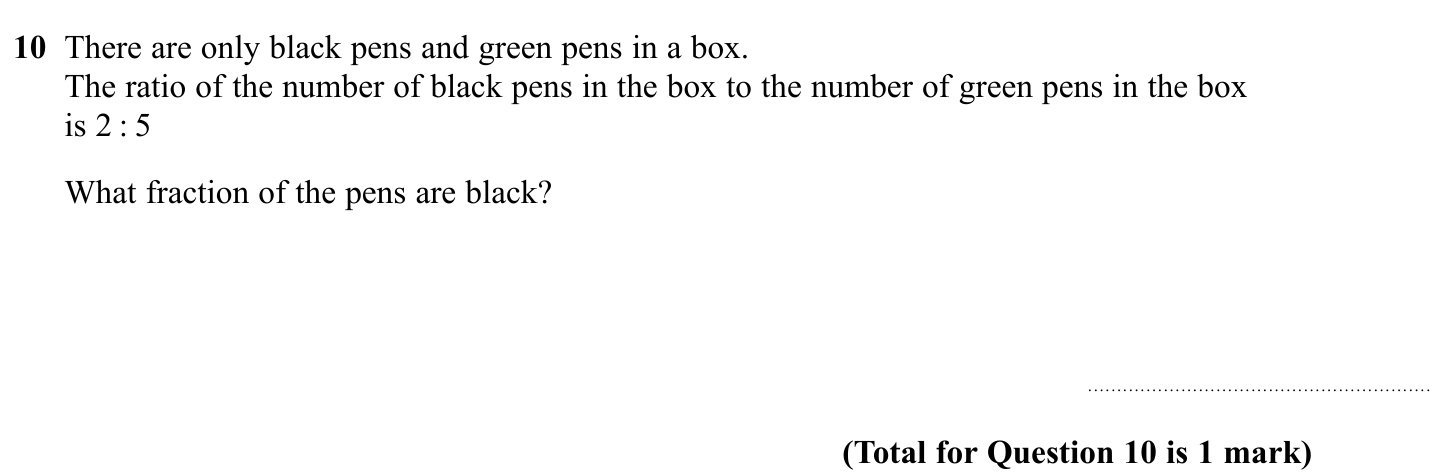 10 There are only black pens and green pens in a box.
The ratio of the number of black pens in the box to the number of green pens in the box
is 2 : 5
What fraction of the pens are black?
(Total for Question 10 is 1 mark)